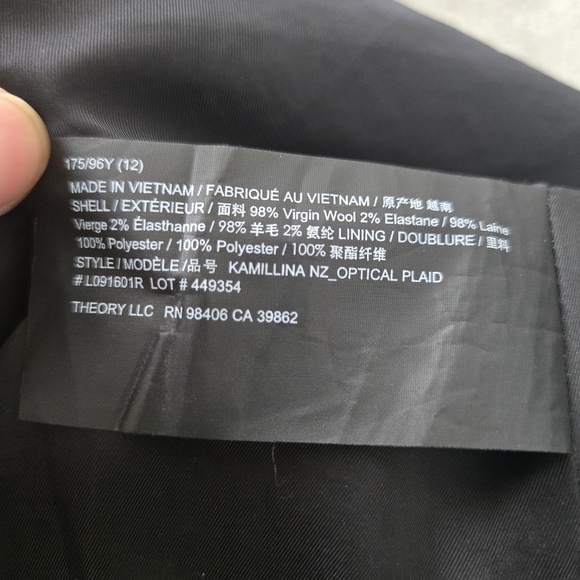 175/96Y (12)
MADE IN VIETNAM / FABRIQUÉ AU VIETNAM / 原产地 越南
SHELL / EXTÉRIEUR / 面料 98% Virgin Wool 2% Elastane / 98% Laine
Vierge 2% Élasthanne / 98% 羊毛 2% 氨纶 LINING / DOUBLURE / 里料
100% Polyester / 100% Polyester / 100% 聚酯纤维
STYLE / MODÈLE /品 号 KAMILLINA NZ_OPTICAL PLAID
# L091601R LOT # 449354
THEORY LLC RN 98406 CA 39862